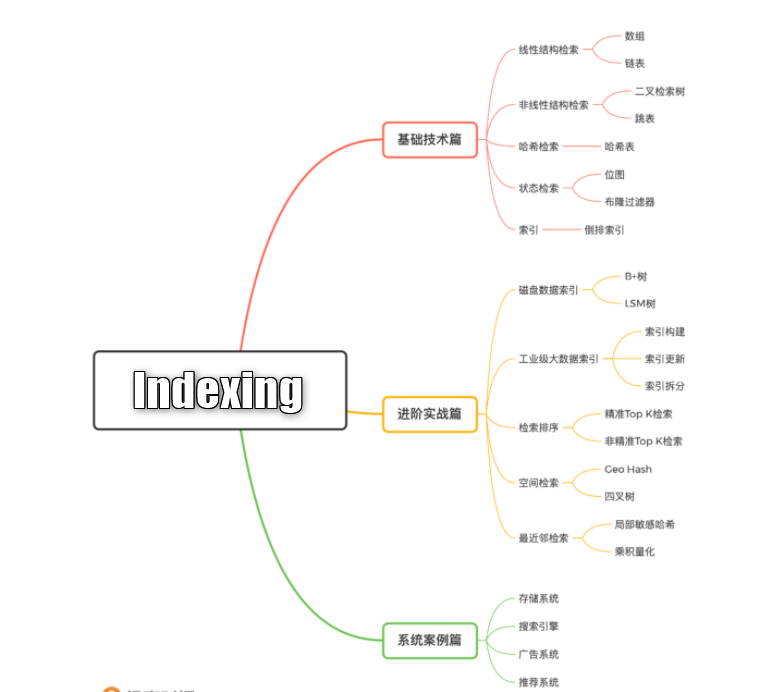 Indexing
基础技术篇
线性结构检索
数组
链表
非线性结构检索
二叉检索树
跳表
哈希检索
哈希表
状态检索
位图
布隆过滤器
索引
倒排索引
进阶实战篇
磁盘数据索引
B+树
LSM树
工业级大数据索引
索引构建
索引更新
索引拆分
检索排序
精准Top K检索
非精准Top K检索
空间检索
Geo Hash
四叉树
最近邻检索
局部敏感哈希
乘积量化
系统案例篇
存储系统
搜索引擎
广告系统
推荐系统